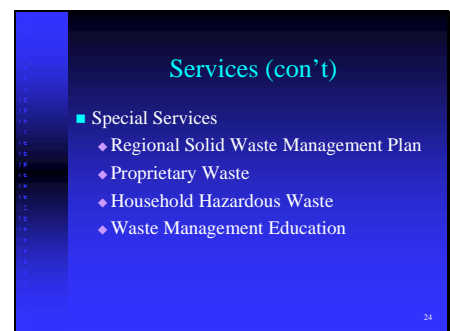 Services (con’t)
Special Services
Regional Solid Waste Management Plan
Proprietary Waste
Household Hazardous Waste
Waste Management Education
24